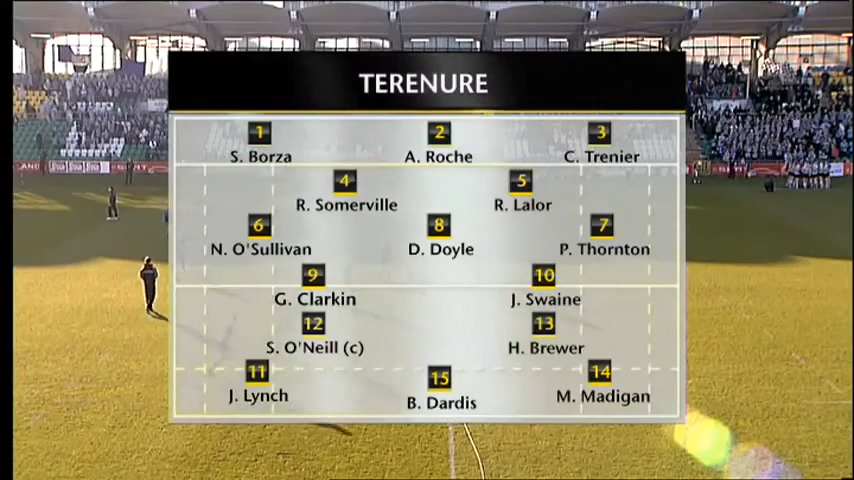 TERENURE
1 2 3
S. Borza A. Roche C. Trenier
4 5
R. Somerville R. Lalor
6 8 7
N. O'Sullivan D. Doyle P. Thornton
9 10
G. Clarkin J. Swaine
12 13
S. O'Neill (c) H. Brewer
11 15 14
J. Lynch B. Dardis M. Madigan